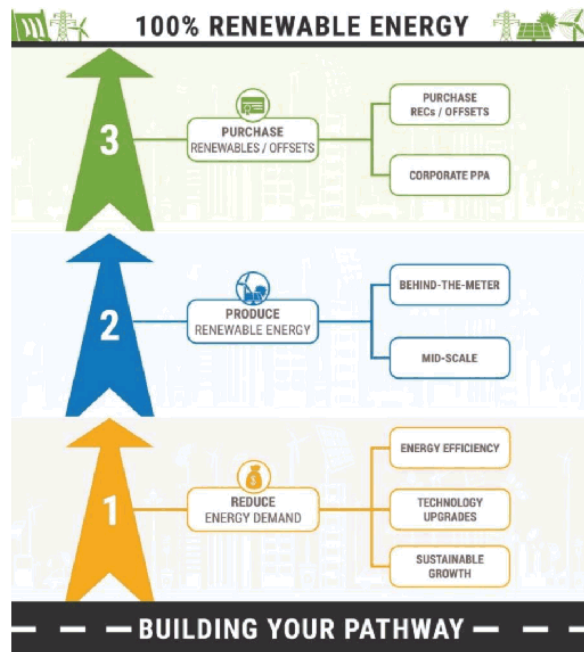 100% RENEWABLE ENERGY
3
PURCHASE
RENEWABLES / OFFSETS
PURCHASE
RECs / OFFSETS
CORPORATE PPA
2
PRODUCE
RENEWABLE ENERGY
BEHIND-THE-METER
MID-SCALE
1
$
REDUCE
ENERGY DEMAND
ENERGY EFFICIENCY
TECHNOLOGY
UPGRADES
SUSTAINABLE
GROWTH
BUILDING YOUR PATHWAY